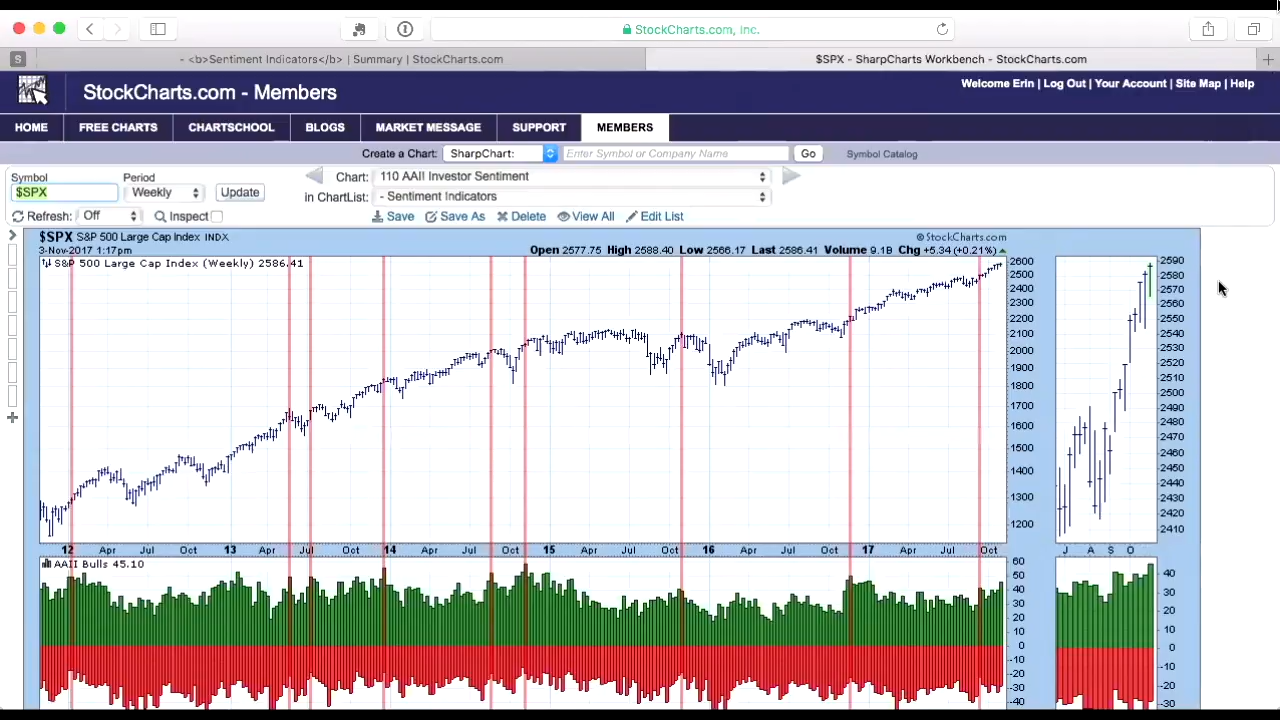 StockCharts.com, Inc.
S
- <b>Sentiment Indicators</b> | Summary | StockCharts.com
$SPX - SharpCharts Workbench - StockCharts.com
StockCharts.com - Members
Welcome Erin | Log Out | Your Account | Site Map | Help
HOME
FREE CHARTS
CHARTSCHOOL
BLOGS
MARKET MESSAGE
SUPPORT
MEMBERS
Create a Chart:
SharpChart:
Enter Symbol or Company Name
Go
Symbol Catalog
Symbol
Period
$SPX
Weekly
Update
Chart:
110 AAII Investor Sentiment
in ChartList:
- Sentiment Indicators
Refresh: Off
Inspect
Save
Save As
Delete
View All
Edit List
$SPX S&P 500 Large Cap Index INDX
© StockCharts.com
3-Nov-2017 1:17pm
Open 2577.75 High 2588.40 Low 2566.17 Last 2586.41 Volume 9.1B Chg +5.34 (+0.21%)
S&P 500 Large Cap Index (Weekly) 2586.41
2600
2500
2400
2300
2200
2100
2000
1900
1800
1700
1600
1500
1400
1300
1200
2590
2580
2570
2560
2550
2540
2530
2520
2510
2500
2490
2480
2470
2460
2450
2440
2430
2420
2410
12 Apr Jul Oct 13 Apr Jul Oct 14 Apr Jul Oct 15 Apr Jul Oct 16 Apr Jul Oct 17 Apr Jul Oct
J A S O
AAII Bulls 45.10
60
50
40
30
20
10
0
-10
-20
-30
-40
40
30
20
10
0
-10
-20
-30